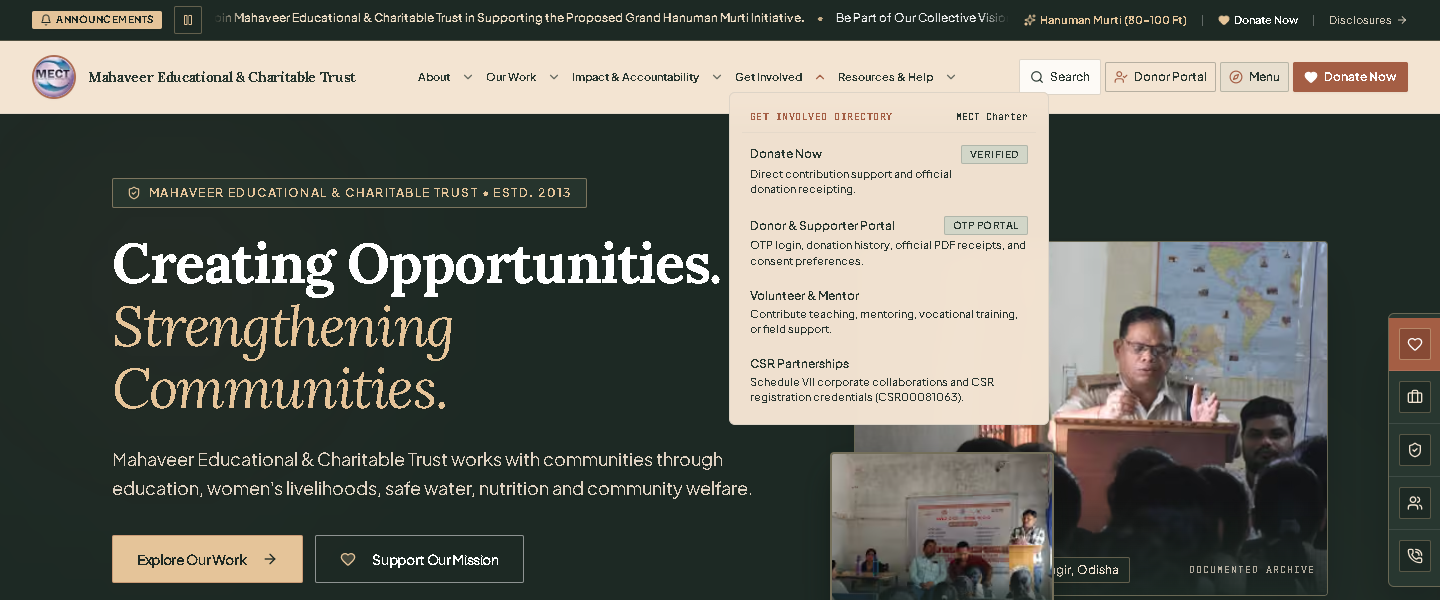 ANNOUNCEMENTS
in Mahaveer Educational & Charitable Trust in Supporting the Proposed Grand Hanuman Murti Initiative. • Be Part of Our Collective
Hanuman Murti (80–100 Ft)
Donate Now
Disclosures →
MECT
Mahaveer Educational & Charitable Trust
About
Our Work
Impact & Accountability
Get Involved
Resources & Help
Search
Donor Portal
Menu
Donate Now
GET INVOLVED DIRECTORY
MECT Charter
Donate Now
VERIFIED
Direct contribution support and official
donation receipting.
Donor & Supporter Portal
OTP PORTAL
OTP login, donation history, official PDF receipts, and
consent preferences.
Volunteer & Mentor
Contribute teaching, mentoring, vocational training,
or field support.
CSR Partnerships
Schedule VII corporate collaborations and CSR
registration credentials (CSR00081063).
MAHAVEER EDUCATIONAL & CHARITABLE TRUST • ESTD. 2013
Creating Opportunities.
Strengthening
Communities.
Mahaveer Educational & Charitable Trust works with communities through
education, women's livelihoods, safe water, nutrition and community welfare.
Explore Our Work →
Support Our Mission
gir, Odisha
DOCUMENTED ARCHIVE